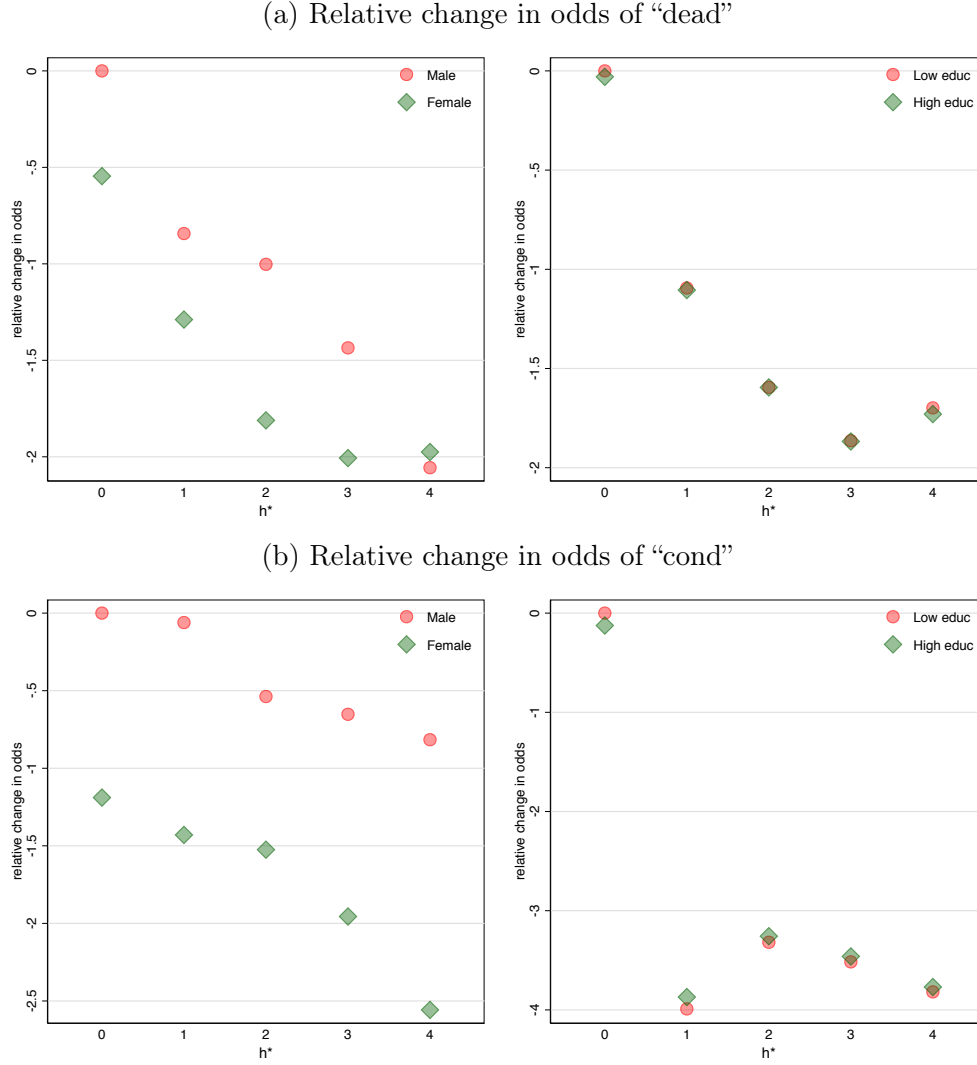 (a) Relative change in odds of “dead”
0
-.5
-1
-1.5
-2
relative change in odds
Male
Female
0 1 2 3 4
h*
0
-.5
-1
-1.5
-2
relative change in odds
Low educ
High educ
0 1 2 3 4
h*
(b) Relative change in odds of “cond”
0
-.5
-1
-1.5
-2
-2.5
relative change in odds
Male
Female
0 1 2 3 4
h*
0
-1
-2
-3
-4
relative change in odds
Low educ
High educ
0 1 2 3 4
h*